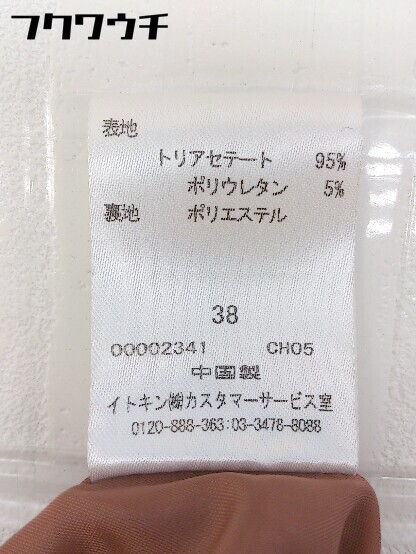 フクワウチ
表地
トリアセテート 95%
ポリウレタン 5%
裏地 ポリエステル
38
00002341 CH05
中国製
イトキン㈱カスタマーサービス室
0120-888-363:03-3478-8088